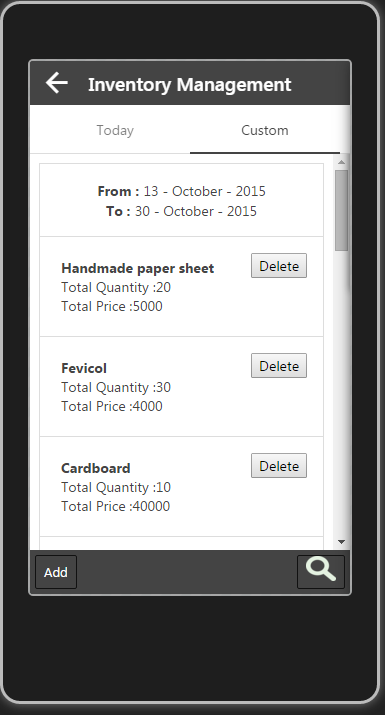 Inventory Management
Today Custom
From : 13 - October - 2015
To : 30 - October - 2015
Handmade paper sheet Delete
Total Quantity :20
Total Price :5000
Fevicol Delete
Total Quantity :30
Total Price :4000
Cardboard Delete
Total Quantity :10
Total Price :40000
Add